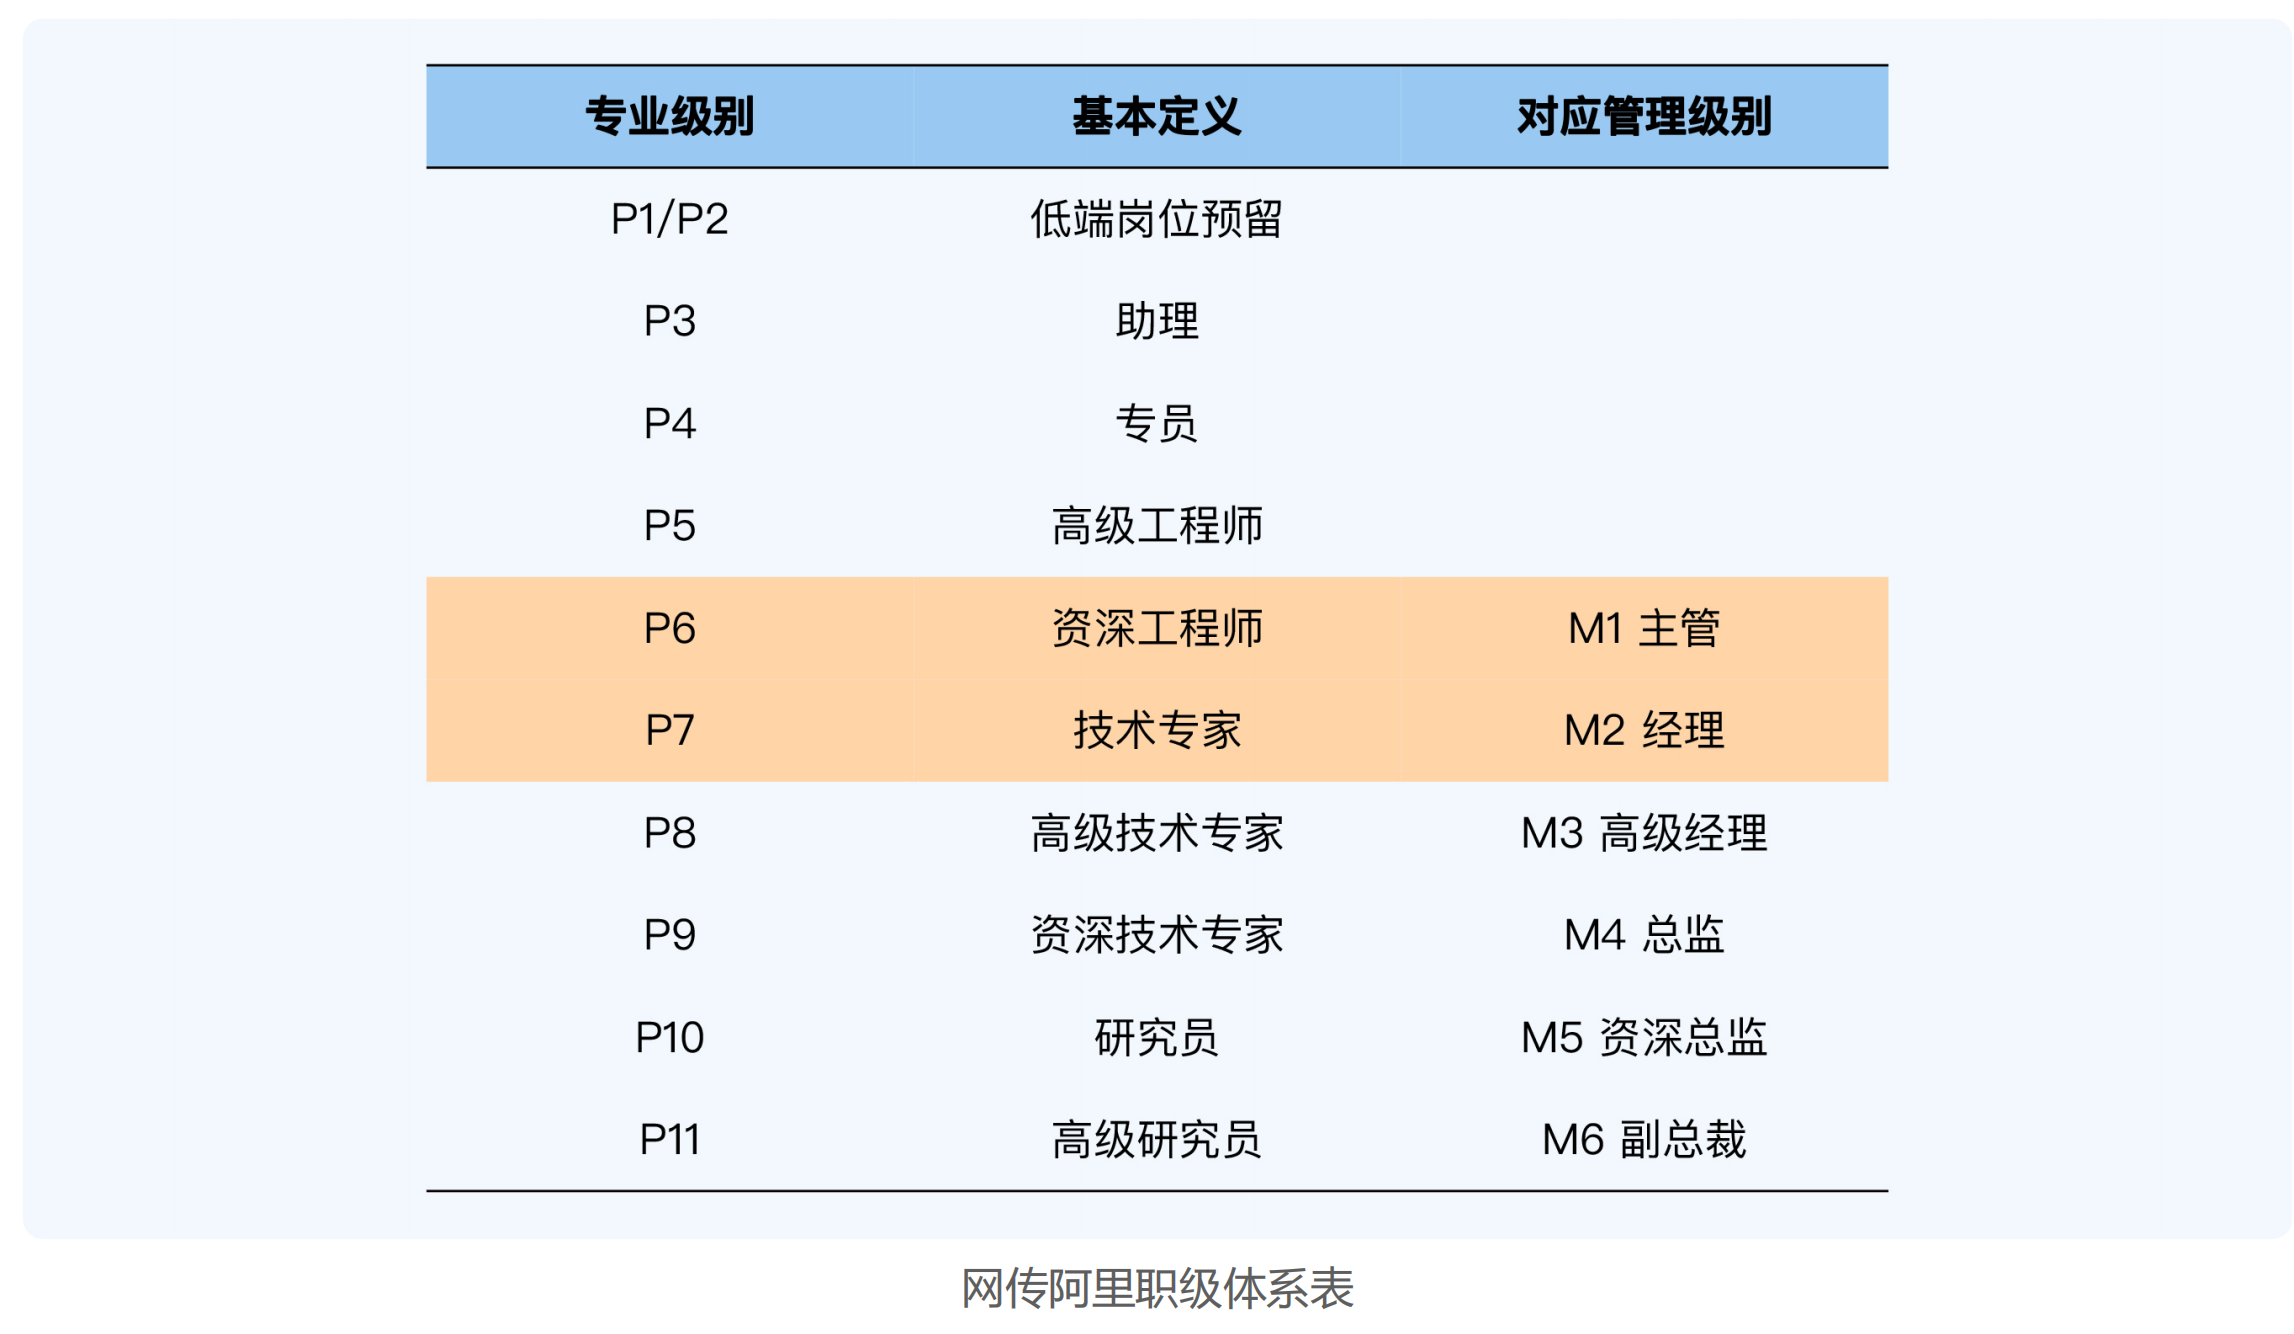 专业级别 基本定义 对应管理级别
P1/P2 低端岗位预留
P3 助理
P4 专员
P5 高级工程师
P6 资深工程师 M1 主管
P7 技术专家 M2 经理
P8 高级技术专家 M3 高级经理
P9 资深技术专家 M4 总监
P10 研究员 M5 资深总监
P11 高级研究员 M6 副总裁
网传阿里职级体系表